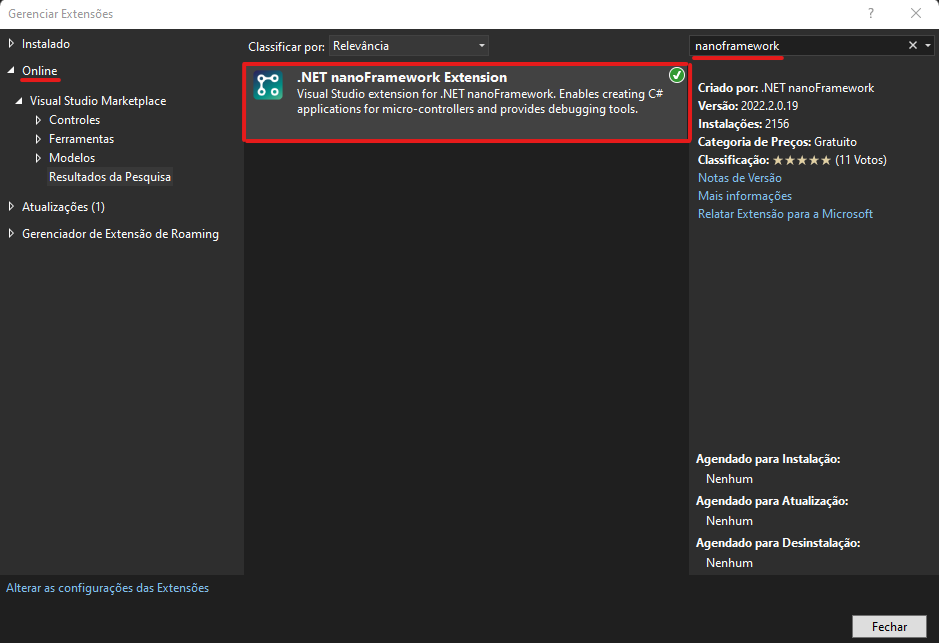 Gerenciar Extensões
?
Instalado
Online
Visual Studio Marketplace
Controles
Ferramentas
Modelos
Resultados da Pesquisa
Atualizações (1)
Gerenciador de Extensão de Roaming
Alterar as configurações das Extensões
Classificar por: Relevância
.NET nanoFramework Extension
Visual Studio extension for .NET nanoFramework. Enables creating C#
applications for micro-controllers and provides debugging tools.
nanoframework
Criado por: .NET nanoFramework
Versão: 2022.2.0.19
Instalações: 2156
Categoria de Preços: Gratuito
Classificação: ★★★★★ (11 Votos)
Notas de Versão
Mais informações
Relatar Extensão para a Microsoft
Agendado para Instalação:
Nenhum
Agendado para Atualização:
Nenhum
Agendado para Desinstalação:
Nenhum
Fechar